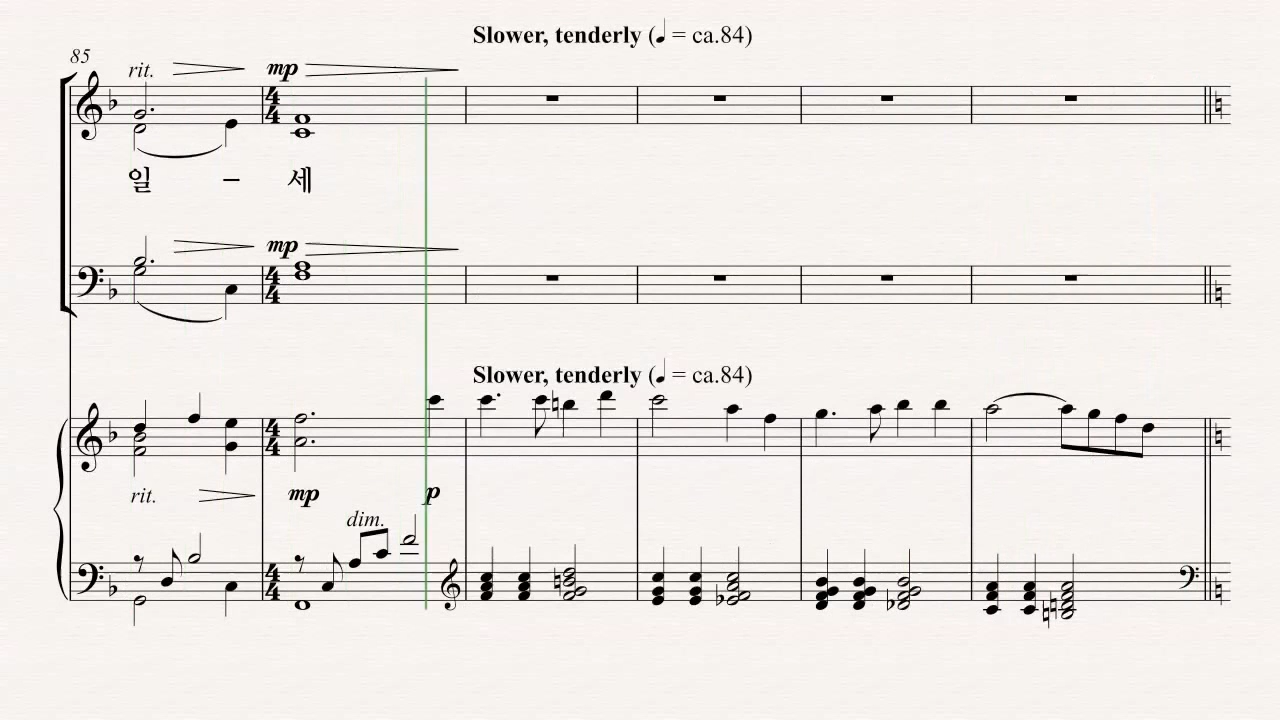 Slower, tenderly (♩ = ca.84)
85
rit. mp
일 – 세
mp
Slower, tenderly (♩ = ca.84)
rit. mp p
dim.